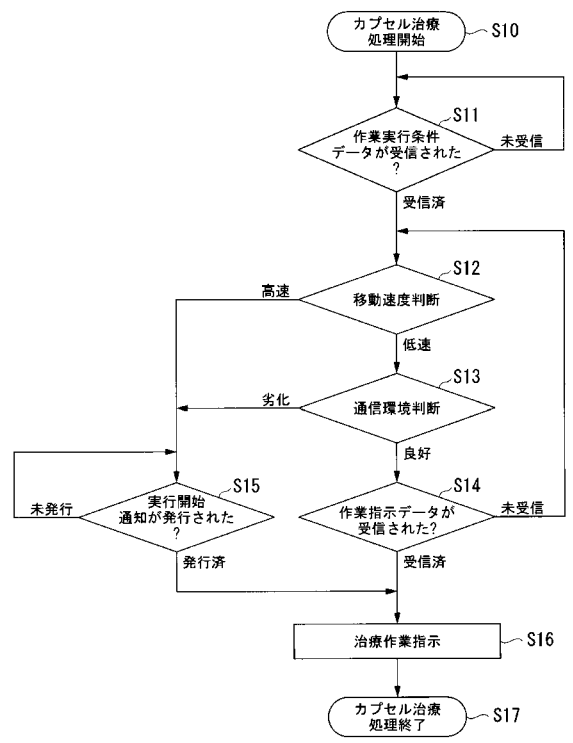 カプセル治療
処理開始
S10
S11
作業実行条件
データが受信された
?
未受信
受信済
S12
高速
移動速度判断
低速
S13
劣化
通信環境判断
良好
S15
実行開始
通知が発行された
?
未発行
発行済
S14
作業指示データが
受信された?
未受信
受信済
治療作業指示
S16
カプセル治療
処理終了
S17